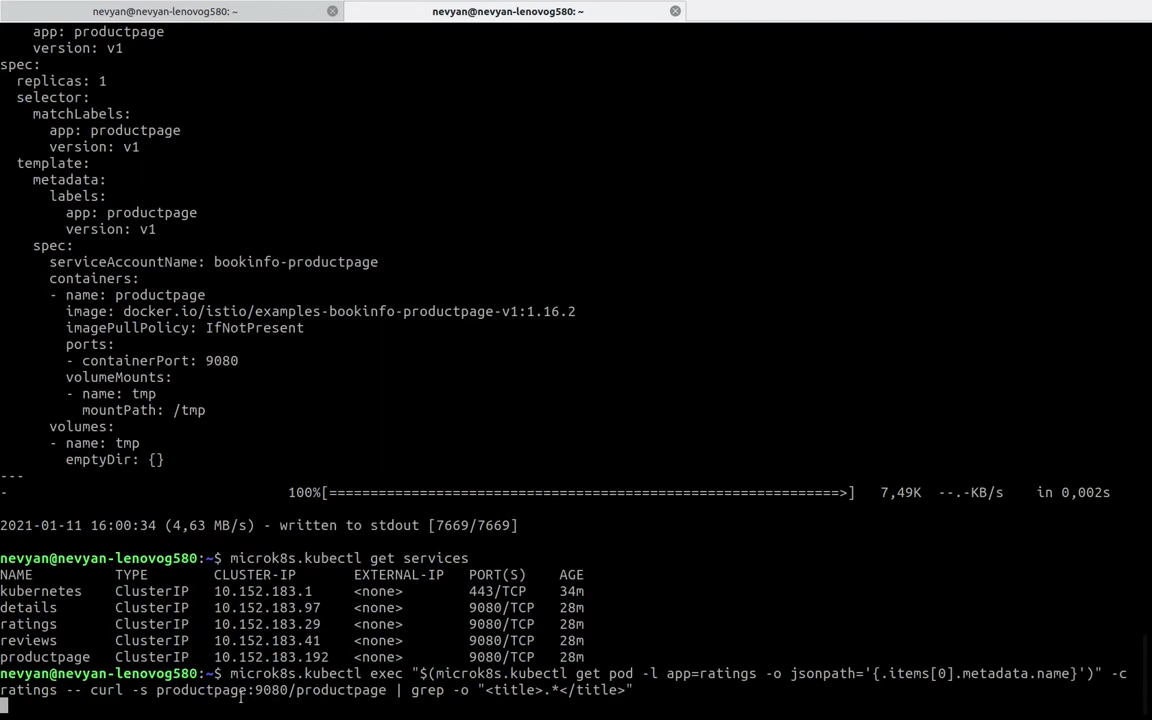 nevyan@nevyan-lenovog580: ~
nevyan@nevyan-lenovog580: ~
    app: productpage
    version: v1
spec:
  replicas: 1
  selector:
    matchLabels:
      app: productpage
      version: v1
  template:
    metadata:
      labels:
        app: productpage
        version: v1
    spec:
      serviceAccountName: bookinfo-productpage
      containers:
      - name: productpage
        image: docker.io/istio/examples-bookinfo-productpage-v1:1.16.2
        imagePullPolicy: IfNotPresent
        ports:
        - containerPort: 9080
        volumeMounts:
        - name: tmp
          mountPath: /tmp
      volumes:
      - name: tmp
        emptyDir: {}
---
-                                  100%[===============================================================>]   7,49K  --.-KB/s    in 0,002s
2021-01-11 16:00:34 (4,63 MB/s) - written to stdout [7669/7669]
nevyan@nevyan-lenovog580:~$ microk8s.kubectl get services
NAME          TYPE        CLUSTER-IP       EXTERNAL-IP   PORT(S)    AGE
kubernetes    ClusterIP   10.152.183.1     <none>        443/TCP    34m
details       ClusterIP   10.152.183.97    <none>        9080/TCP   28m
ratings       ClusterIP   10.152.183.29    <none>        9080/TCP   28m
reviews       ClusterIP   10.152.183.41    <none>        9080/TCP   28m
productpage   ClusterIP   10.152.183.192   <none>        9080/TCP   28m
nevyan@nevyan-lenovog580:~$ microk8s.kubectl exec "$(microk8s.kubectl get pod -l app=ratings -o jsonpath='{.items[0].metadata.name}')" -c
ratings -- curl -s productpage:9080/productpage | grep -o "<title>.*</title>"